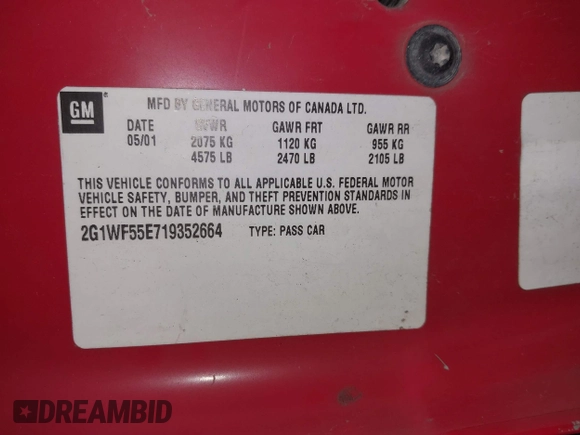 GM
MFD BY GENERAL MOTORS OF CANADA LTD.
DATE GVWR GAWR FRT GAWR RR
05/01 2075 KG 1120 KG 955 KG
4575 LB 2470 LB 2105 LB
THIS VEHICLE CONFORMS TO ALL APPLICABLE U.S. FEDERAL MOTOR
VEHICLE SAFETY, BUMPER, AND THEFT PREVENTION STANDARDS IN
EFFECT ON THE DATE OF MANUFACTURE SHOWN ABOVE.
2G1WF55E719352664 TYPE: PASS CAR
DREAMBID